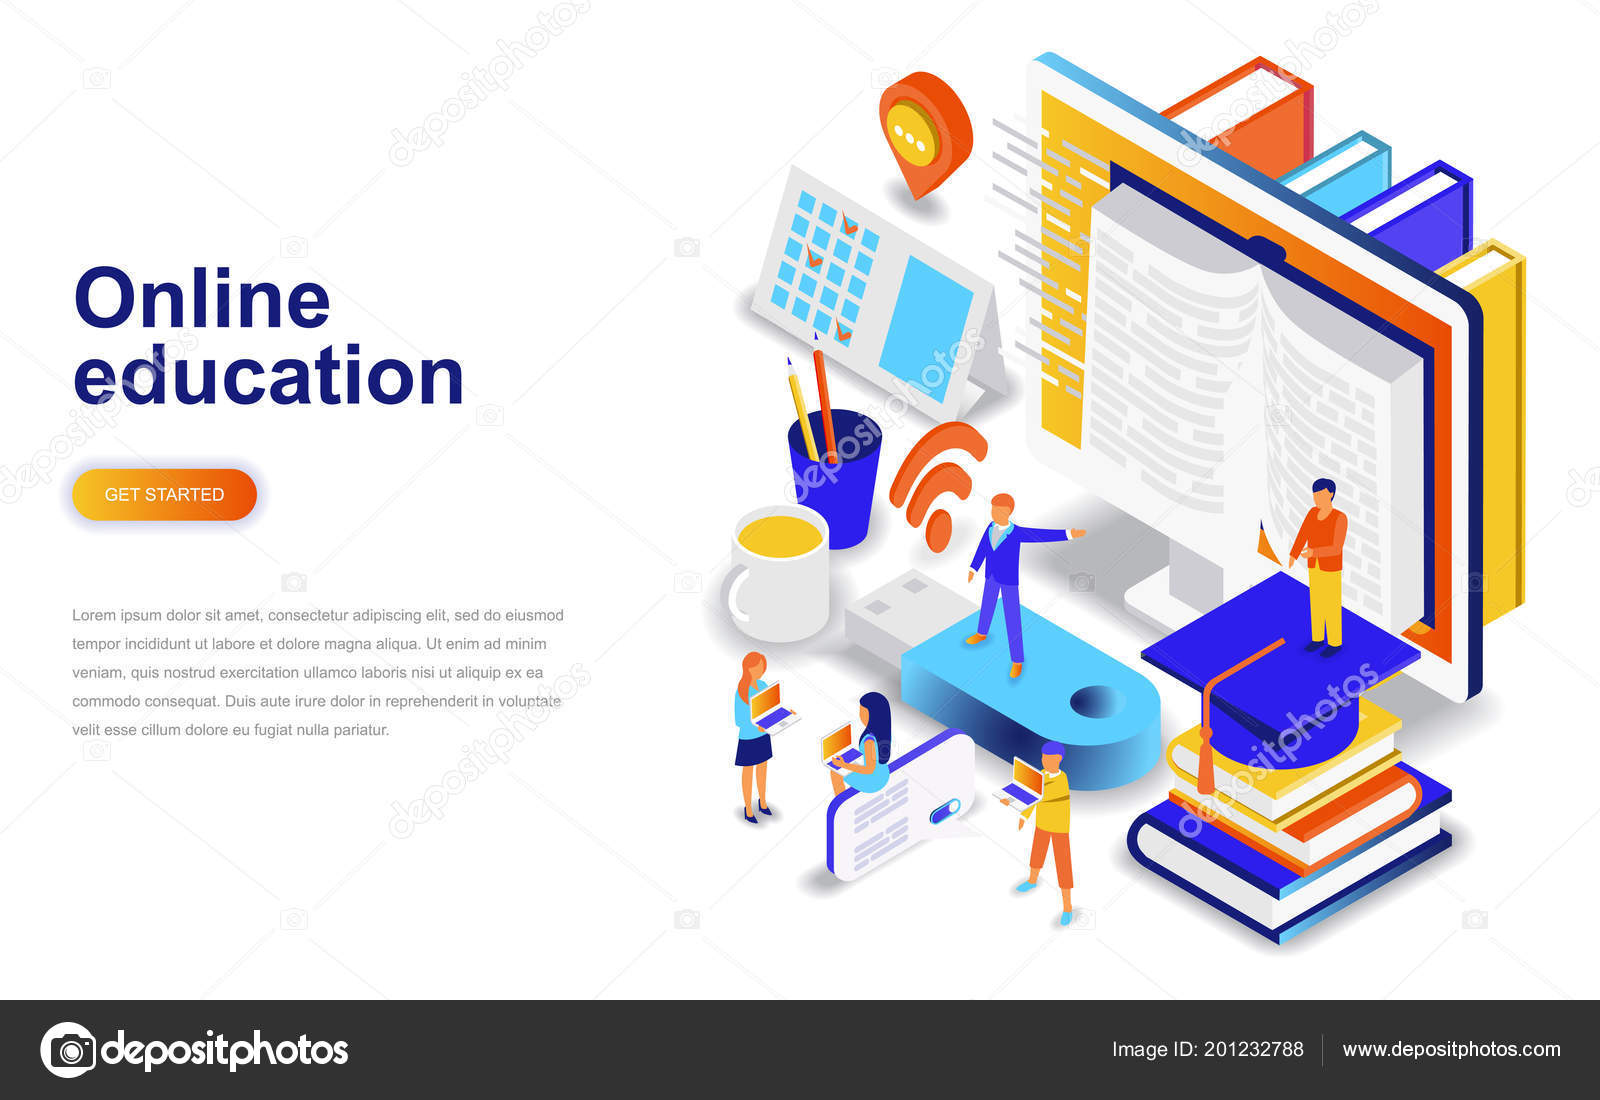 Online
education
GET STARTED
Lorem ipsum dolor sit amet, consectetur adipiscing elit, sed do eiusmod
tempor incididunt ut labore et dolore magna aliqua. Ut enim ad minim
veniam, quis nostrud exercitation ullamco laboris nisi ut aliquip ex ea
commodo consequat. Duis aute irure dolor in reprehenderit in voluptate
velit esse cillum dolore eu fugiat nulla pariatur.
depositphotos
Image ID: 201232788
www.depositphotos.com